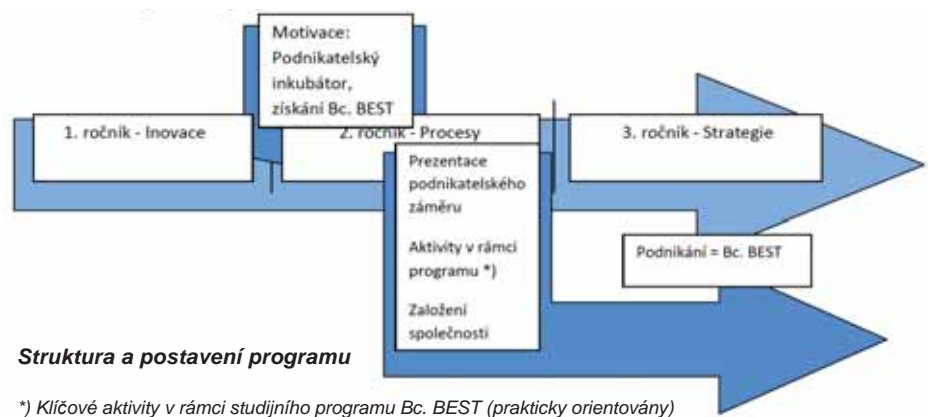 Motivace:
Podnikatelský
inkubátor,
získání Bc. BEST
1. ročník - Inovace
2. ročník - Procesy
3. ročník - Strategie
Prezentace
podnikatelského
záměru
Aktivity v rámci
programu *)
Založení
společnosti
Podnikání = Bc. BEST
Struktura a postavení programu
*) Klíčové aktivity v rámci studijního programu Bc. BEST (prakticky orientovány)